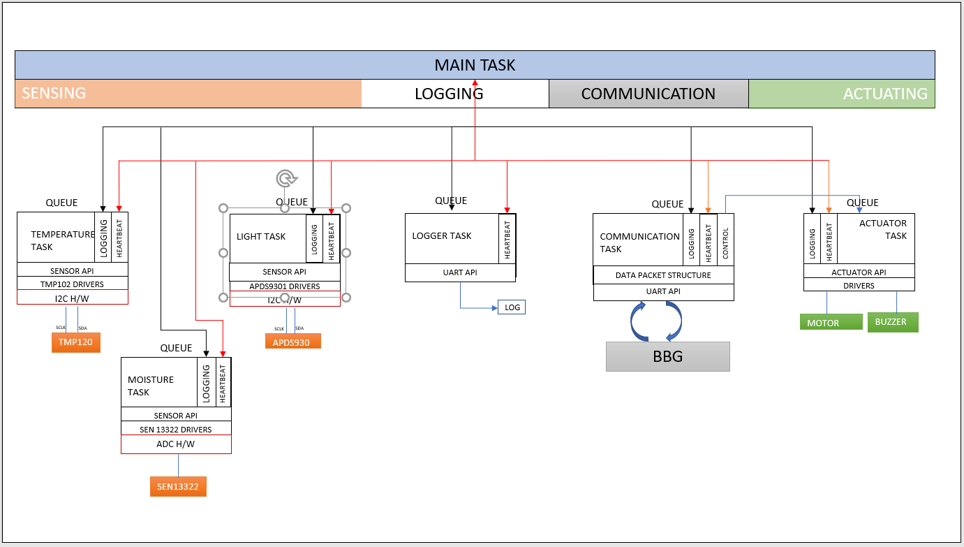 MAIN TASK
SENSING
LOGGING
COMMUNICATION
ACTUATING
QUEUE
TEMPERATURE
TASK
LOGGING
HEARTBEAT
SENSOR API
TMP102 DRIVERS
I2C H/W
SCLK
SDA
TMP120
QUEUE
LIGHT TASK
LOGGING
HEARTBEAT
SENSOR API
APDS9301 DRIVERS
I2C H/W
SCLK
SDA
APDS930
QUEUE
LOGGER TASK
HEARTBEAT
UART API
LOG
QUEUE
COMMUNICATION
TASK
LOGGING
HEARTBEAT
CONTROL
DATA PACKET STRUCTURE
UART API
BBG
QUEUE
LOGGING
HEARTBEAT
ACTUATOR
TASK
ACTUATOR API
DRIVERS
MOTOR
BUZZER
QUEUE
MOISTURE
TASK
LOGGING
HEARTBEAT
SENSOR API
SEN 13322 DRIVERS
ADC H/W
SEN13322